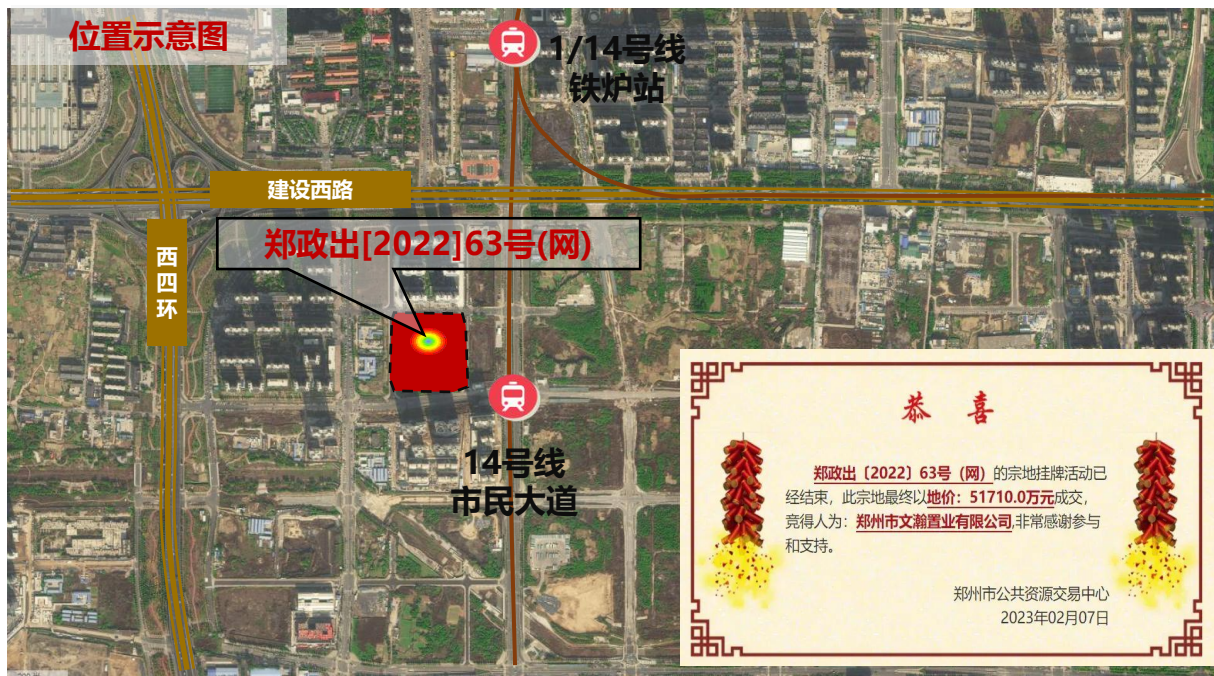 位置示意图
1/14号线
铁炉站
建设西路
西四环
郑政出[2022]63号(网)
14号线
市民大道
恭 喜
郑政出〔2022〕63号（网）的宗地挂牌活动已
经结束，此宗地最终以地价：51710.0万元成交，
竞得人为：郑州市文瀚置业有限公司,非常感谢参与
和支持。
郑州市公共资源交易中心
2023年02月07日